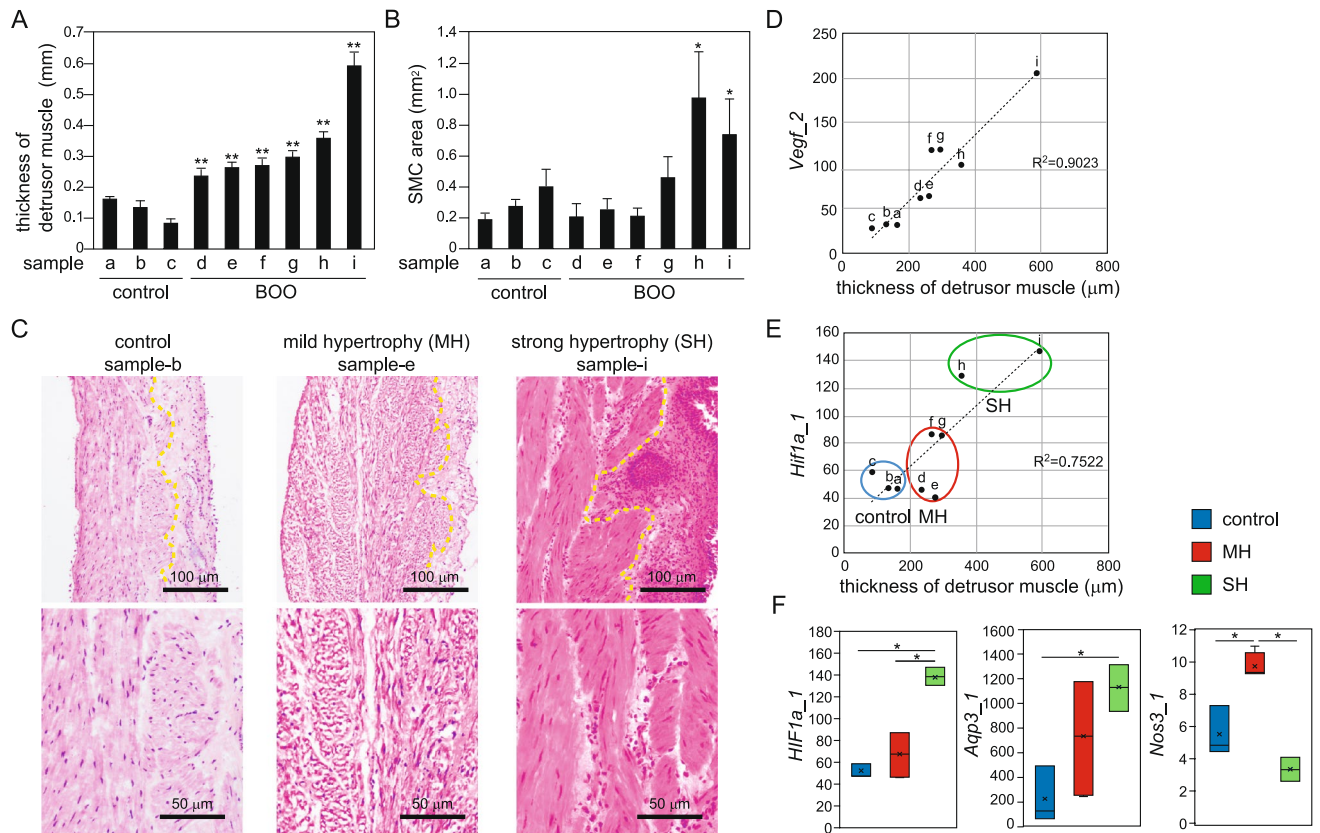 A
thickness of
detrusor muscle (mm)
0.7
0.6
0.5
0.4
0.3
0.2
0.1
0
** ** ** ** ** **
sample a b c d e f g h i
control BOO
B
SMC area (mm²)
1.4
1.2
1.0
0.8
0.6
0.4
0.2
0
* *
sample a b c d e f g h i
control BOO
C
control
sample-b
mild hypertrophy (MH)
sample-e
strong hypertrophy (SH)
sample-i
100 μm
100 μm
100 μm
50 μm
50 μm
50 μm
D
Vegf_2
250
200
150
100
50
0
i
f g
h
d e
c b a
R²=0.9023
0 200 400 600 800
thickness of detrusor muscle (μm)
E
Hif1a_1
160
140
120
100
80
60
40
20
0
i
h
SH
f g
R²=0.7522
c
b a d e
control MH
0 200 400 600 800
thickness of detrusor muscle (μm)
control
MH
SH
F
HIF1a_1
180
160
140
120
100
80
60
40
20
0
* *
Aqp3_1
1600
1400
1200
1000
800
600
400
200
0
*
Nos3_1
12
10
8
6
4
2
0
* *